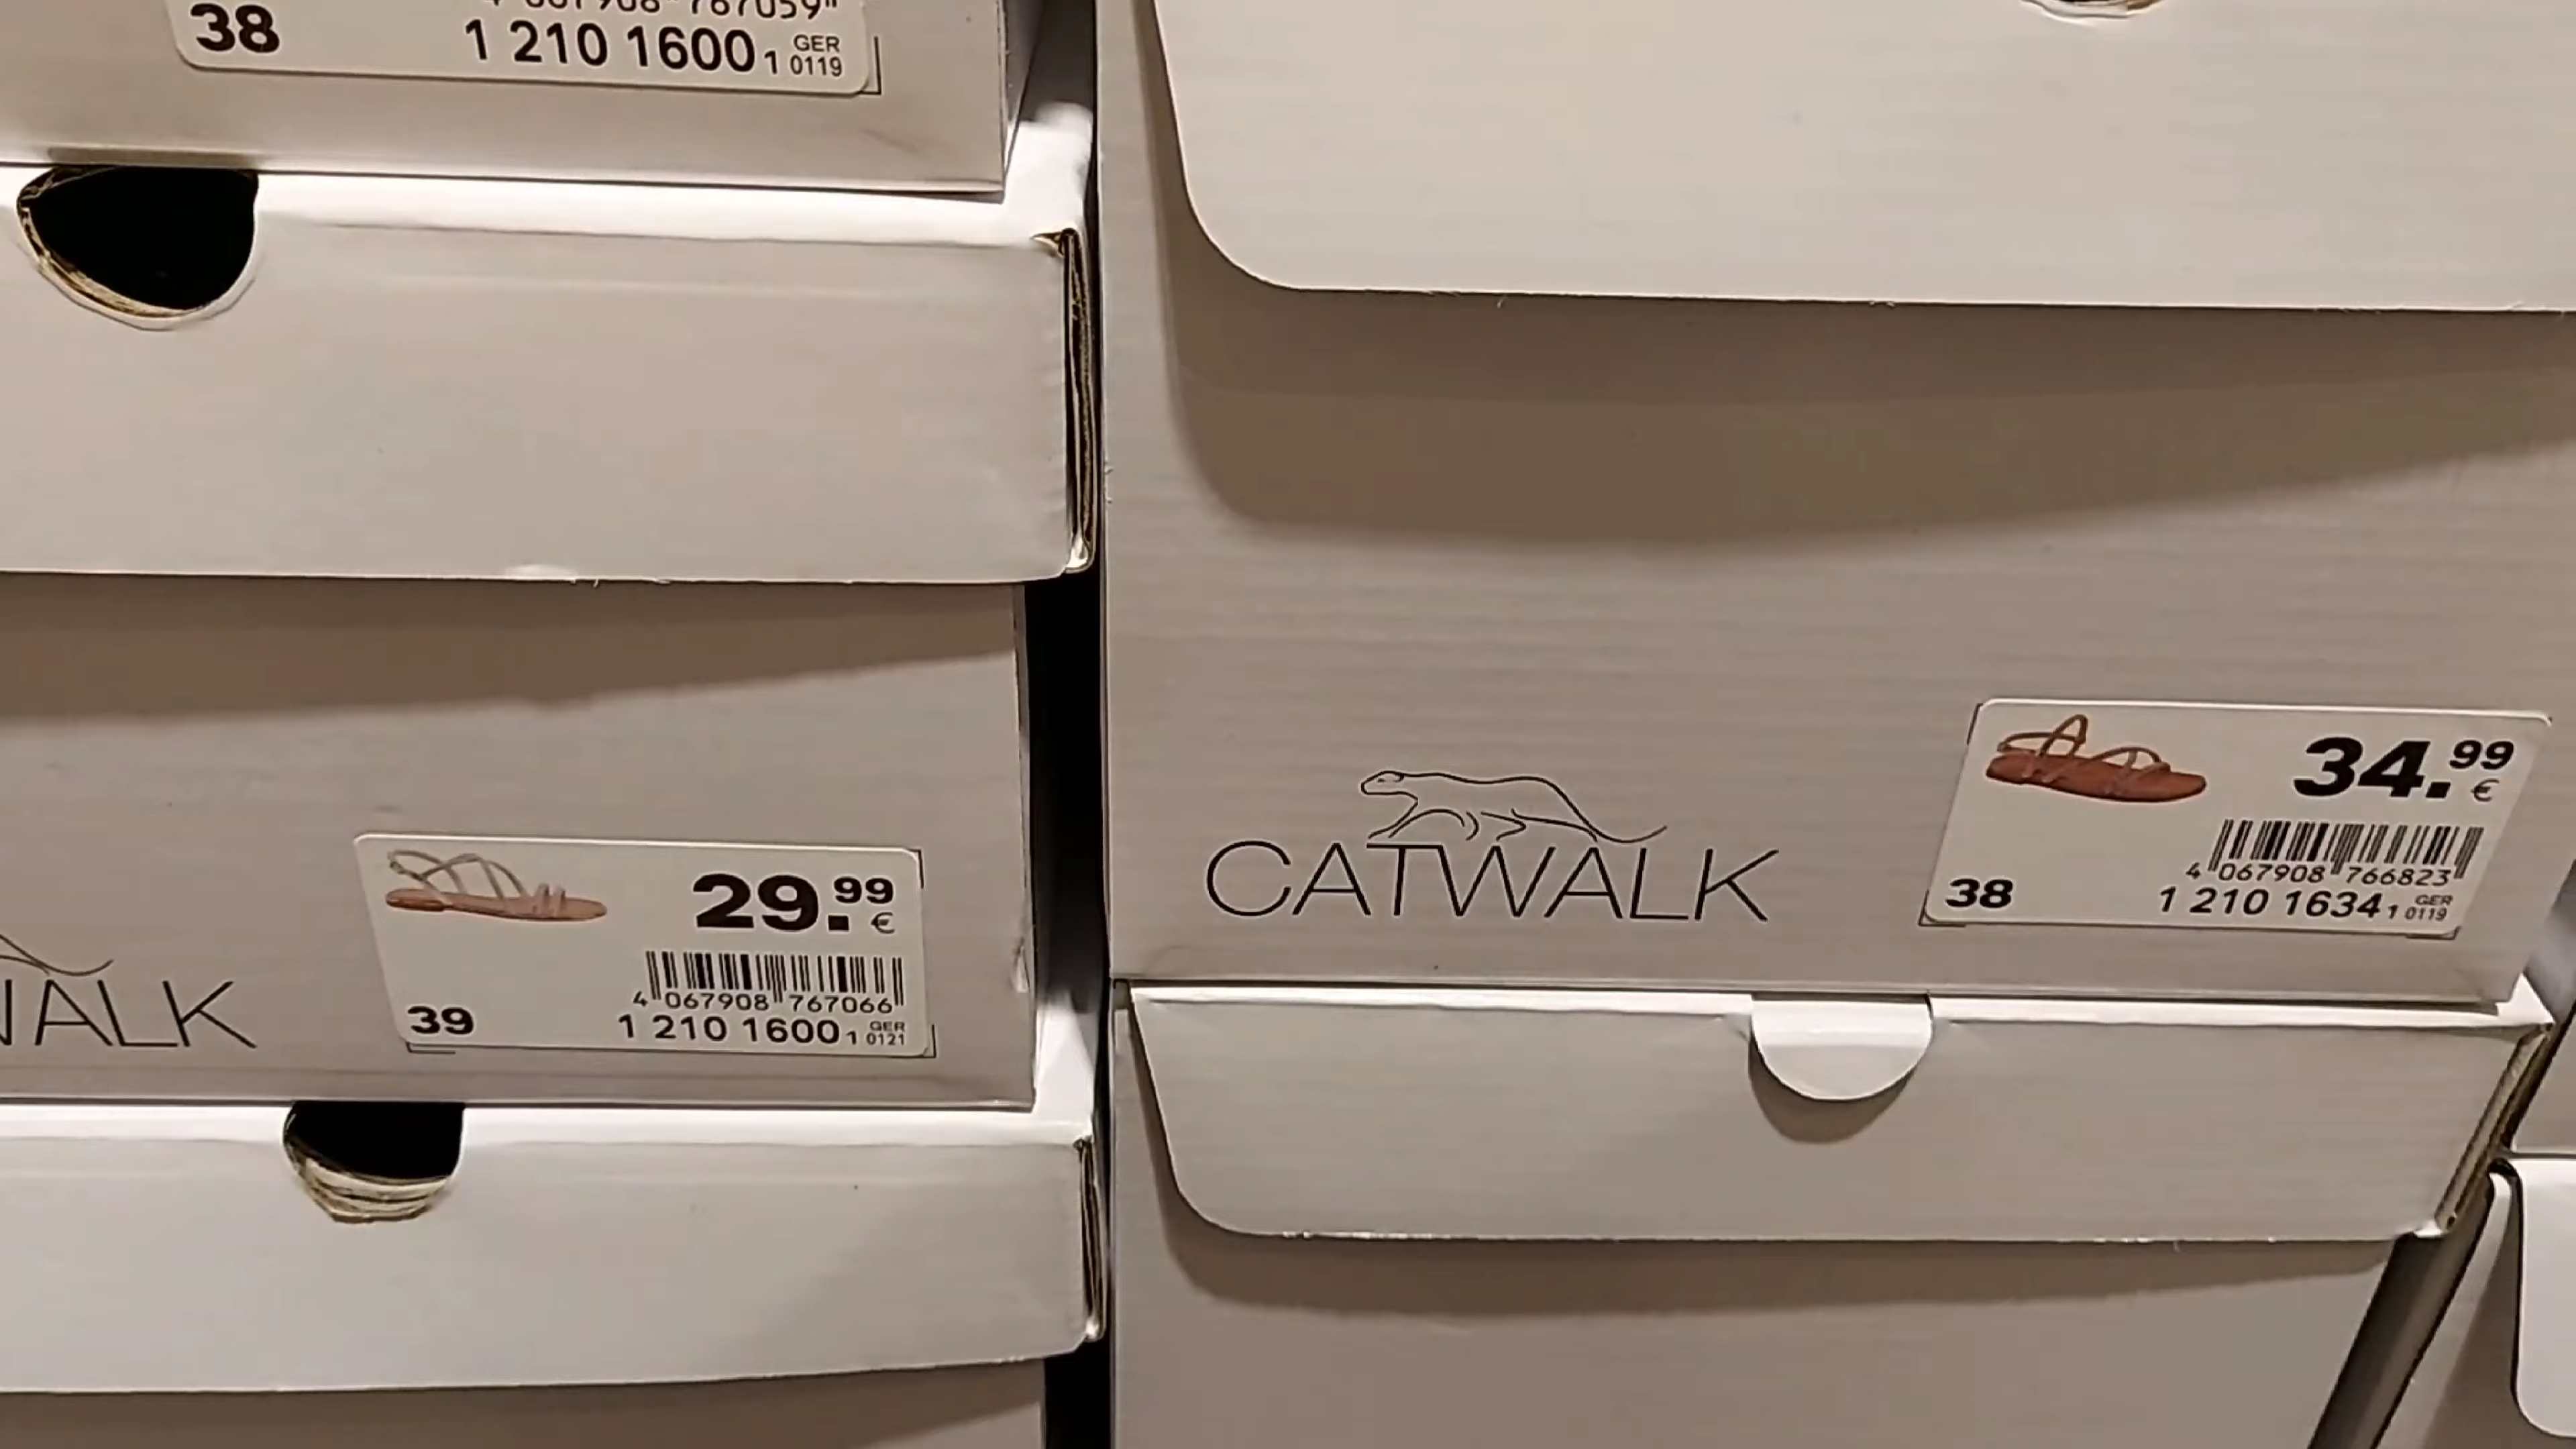 38
1 210 1600 1 GER 0119
29.99 €
4 067908 767066
39
1 210 1600 1 GER 0121
CATWALK
34.99 €
4 067908 766823
38
1 210 1634 1 GER 0119